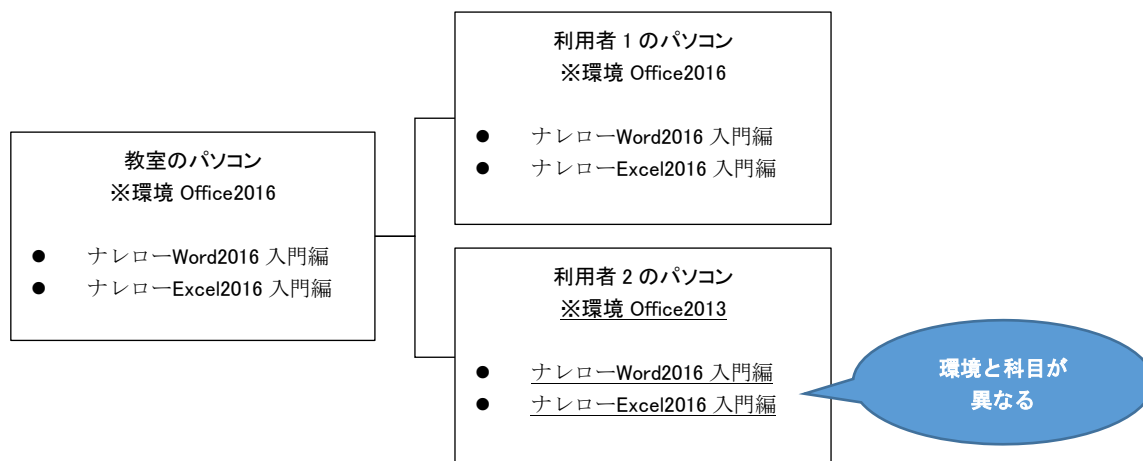 教室のパソコン
※環境 Office2016
● ナレローWord2016 入門編
● ナレローExcel2016 入門編
利用者 1 のパソコン
※環境 Office2016
● ナレローWord2016 入門編
● ナレローExcel2016 入門編
利用者 2 のパソコン
※環境 Office2013
● ナレローWord2016 入門編
● ナレローExcel2016 入門編
環境と科目が
異なる